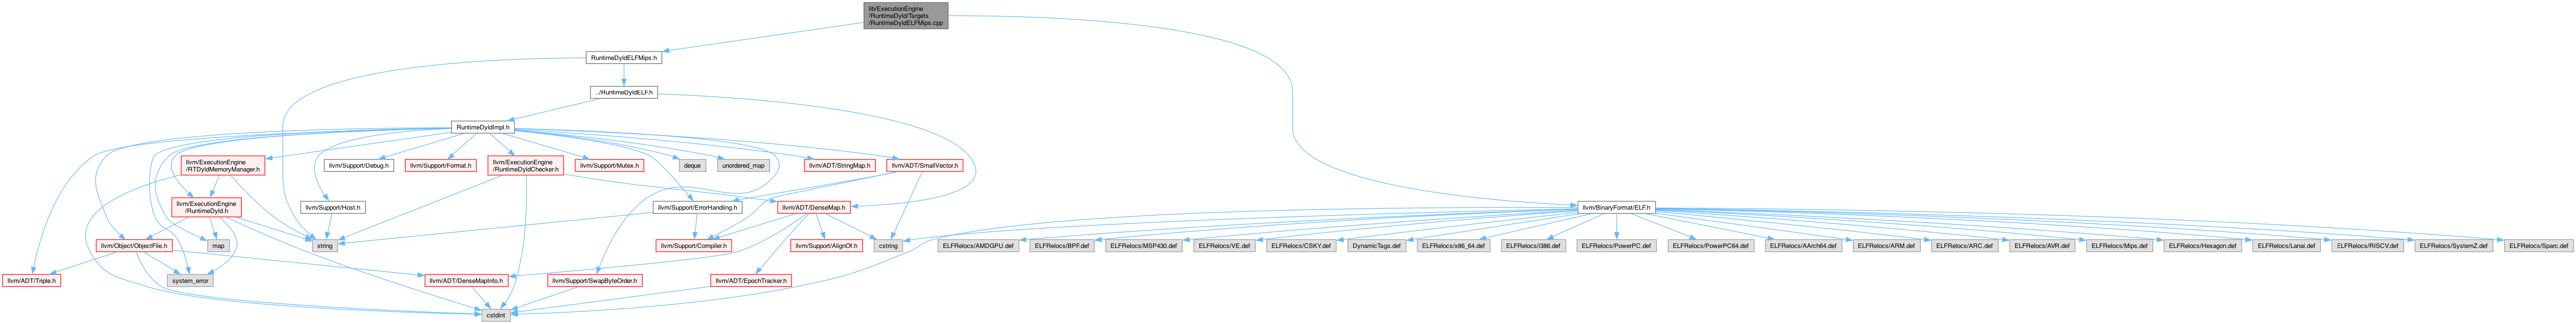 lib/ExecutionEngine
/RuntimeDyld/Targets
/RuntimeDyldELFMips.cpp
RuntimeDyldELFMips.h
../RuntimeDyldELF.h
RuntimeDyldImpl.h
llvm/ExecutionEngine
/RTDyldMemoryManager.h
llvm/Support/Debug.h
llvm/Support/Format.h
llvm/ExecutionEngine
/RuntimeDyldChecker.h
llvm/Support/Mutex.h
deque
unordered_map
llvm/ADT/StringMap.h
llvm/ADT/SmallVector.h
llvm/ExecutionEngine
/RuntimeDyld.h
llvm/Support/Host.h
llvm/Support/ErrorHandling.h
llvm/ADT/DenseMap.h
llvm/BinaryFormat/ELF.h
llvm/Object/ObjectFile.h
map
string
llvm/Support/Compiler.h
llvm/Support/AlignOf.h
cstring
ELFRelocs/AMDGPU.def
ELFRelocs/BPF.def
ELFRelocs/MSP430.def
ELFRelocs/VE.def
ELFRelocs/CSKY.def
DynamicTags.def
ELFRelocs/x86_64.def
ELFRelocs/i386.def
ELFRelocs/PowerPC.def
ELFRelocs/PowerPC64.def
ELFRelocs/AArch64.def
ELFRelocs/ARM.def
ELFRelocs/ARC.def
ELFRelocs/AVR.def
ELFRelocs/Mips.def
ELFRelocs/Hexagon.def
ELFRelocs/Lanai.def
ELFRelocs/RISCV.def
ELFRelocs/SystemZ.def
ELFRelocs/Sparc.def
llvm/ADT/Triple.h
system_error
llvm/ADT/DenseMapInfo.h
llvm/Support/SwapByteOrder.h
llvm/ADT/EpochTracker.h
cstdint